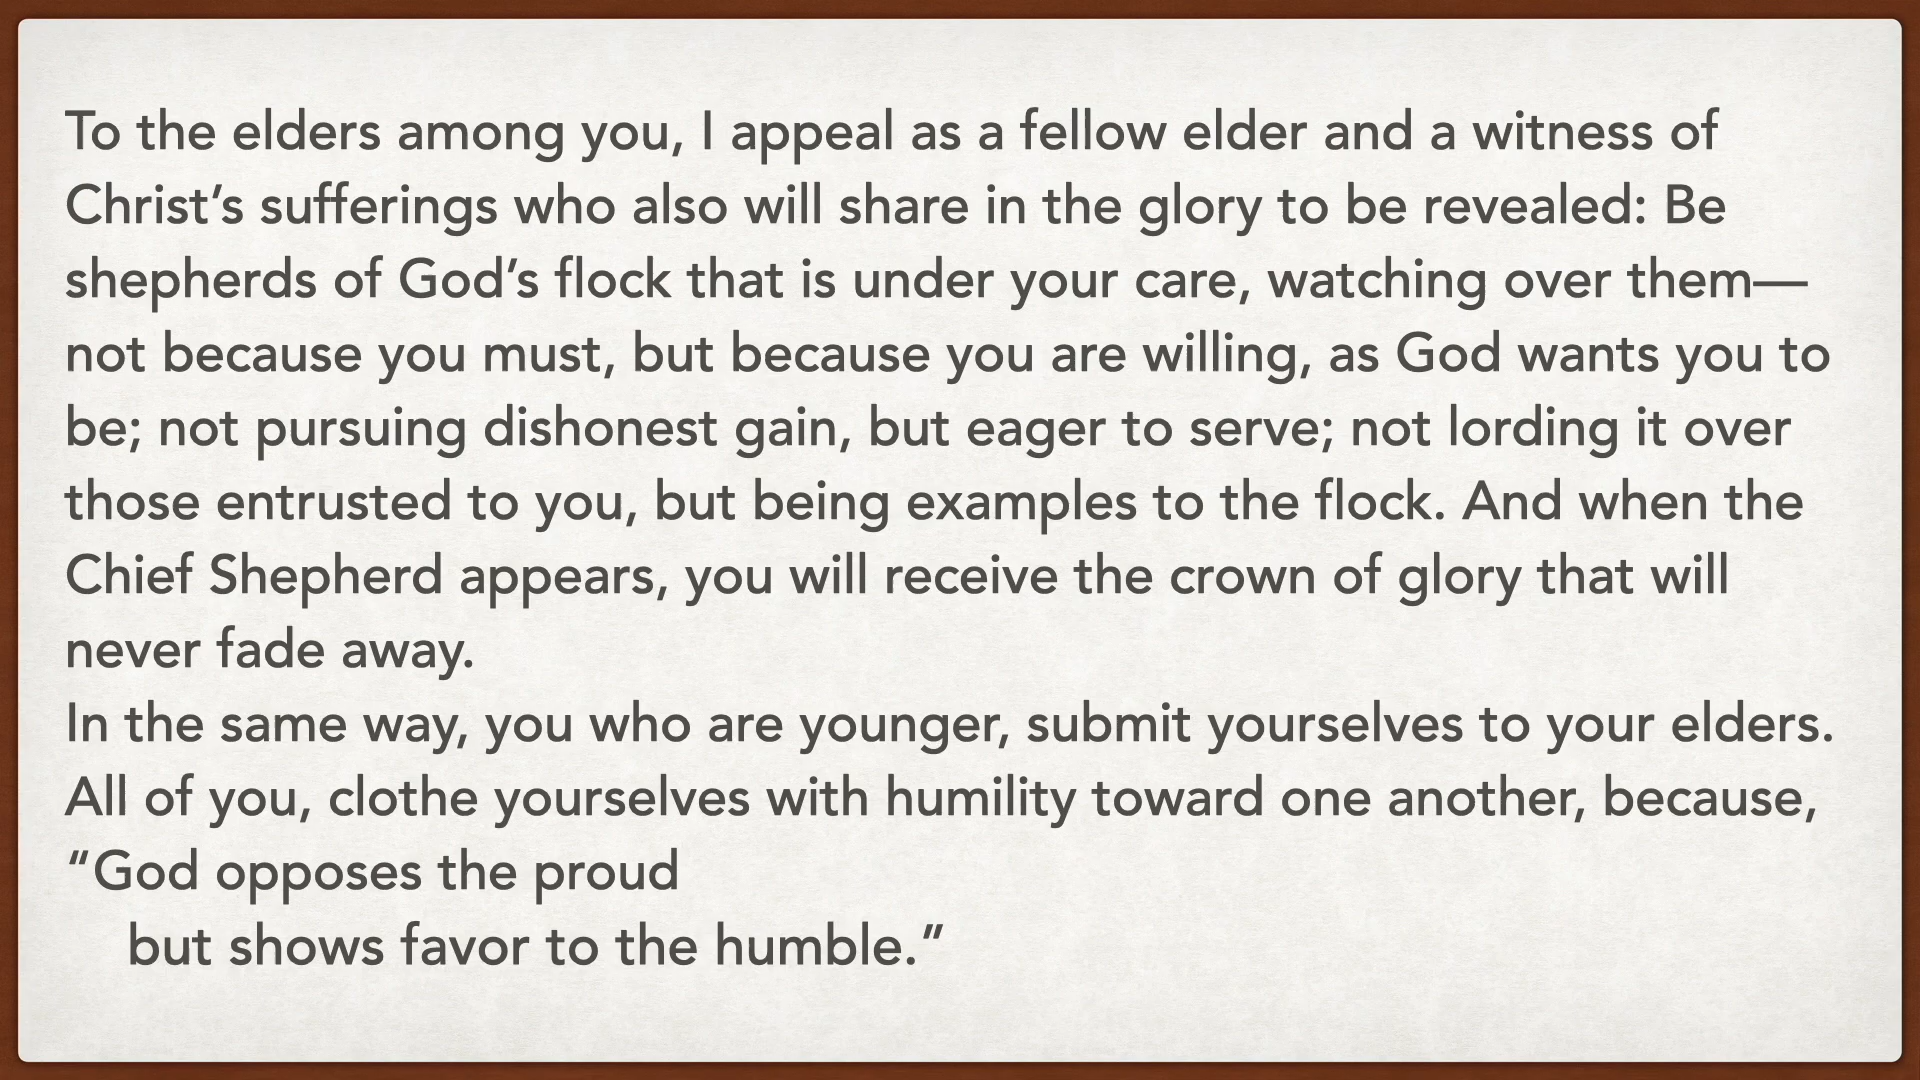 To the elders among you, I appeal as a fellow elder and a witness of
Christ’s sufferings who also will share in the glory to be revealed: Be
shepherds of God’s flock that is under your care, watching over them—
not because you must, but because you are willing, as God wants you to
be; not pursuing dishonest gain, but eager to serve; not lording it over
those entrusted to you, but being examples to the flock. And when the
Chief Shepherd appears, you will receive the crown of glory that will
never fade away.
In the same way, you who are younger, submit yourselves to your elders.
All of you, clothe yourselves with humility toward one another, because,
“God opposes the proud
but shows favor to the humble.”